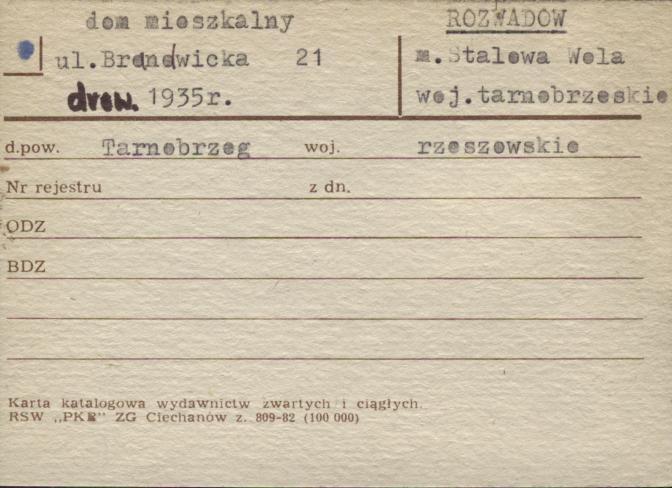 dom mieszkalny ROZWADÓW
ul.Brandwicka 21 m.Stalowa Wola
drew. 1935r. woj.tarnobrzeskie
d.pow. Tarnobrzeg woj. rzeszowskie
Nr rejestru z dn.
ODZ
BDZ
Karta katalogowa wydawnictw zwartych i ciągłych.
RSW „PKR” ZG Ciechanów z. 809-82 (100 000)